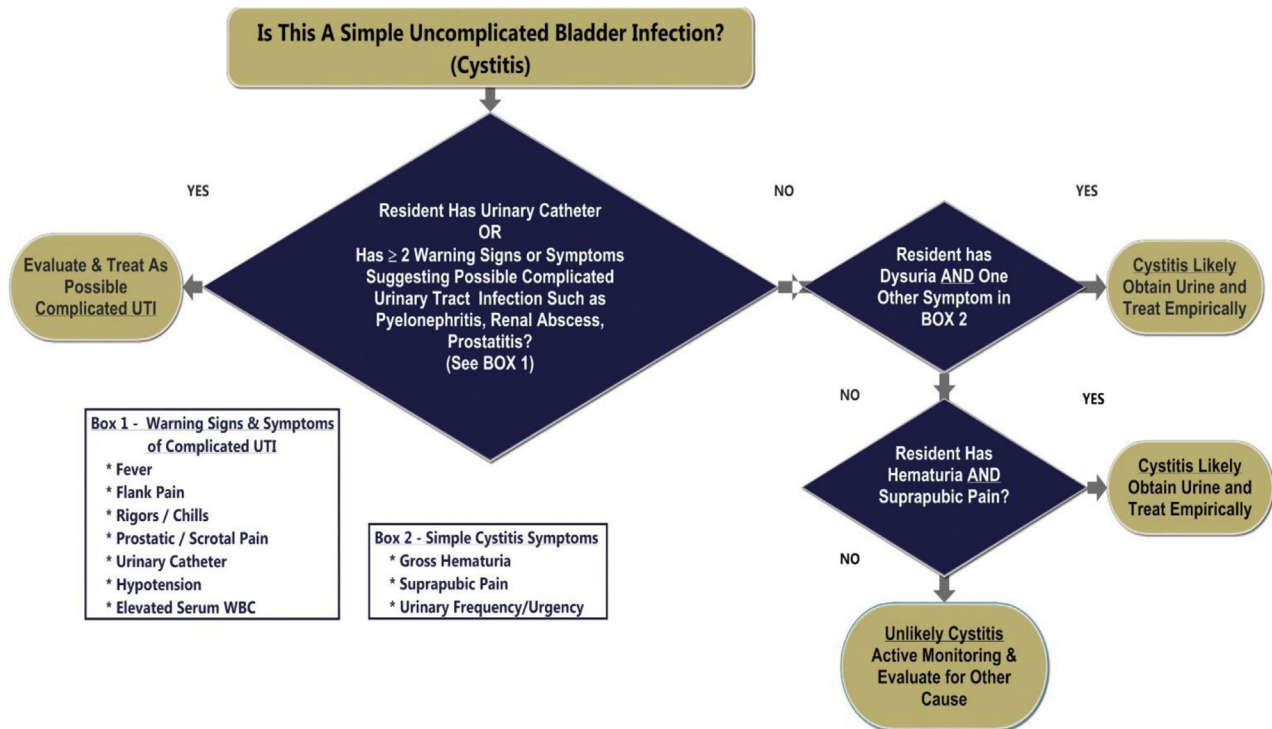 Is This A Simple Uncomplicated Bladder Infection?
(Cystitis)
YES
NO
YES
Resident Has Urinary Catheter
OR
Has ≥ 2 Warning Signs or Symptoms
Suggesting Possible Complicated
Urinary Tract Infection Such as
Pyelonephritis, Renal Abscess,
Prostatitis?
(See BOX 1)
Evaluate & Treat As
Possible
Complicated UTI
Resident has
Dysuria AND One
Other Symptom in
BOX 2
Cystitis Likely
Obtain Urine and
Treat Empirically
NO
YES
Resident Has
Hematuria AND
Suprapubic Pain?
Cystitis Likely
Obtain Urine and
Treat Empirically
NO
Unlikely Cystitis
Active Monitoring &
Evaluate for Other
Cause
Box 1 - Warning Signs & Symptoms
of Complicated UTI
* Fever
* Flank Pain
* Rigors / Chills
* Prostatic / Scrotal Pain
* Urinary Catheter
* Hypotension
* Elevated Serum WBC
Box 2 - Simple Cystitis Symptoms
* Gross Hematuria
* Suprapubic Pain
* Urinary Frequency/Urgency